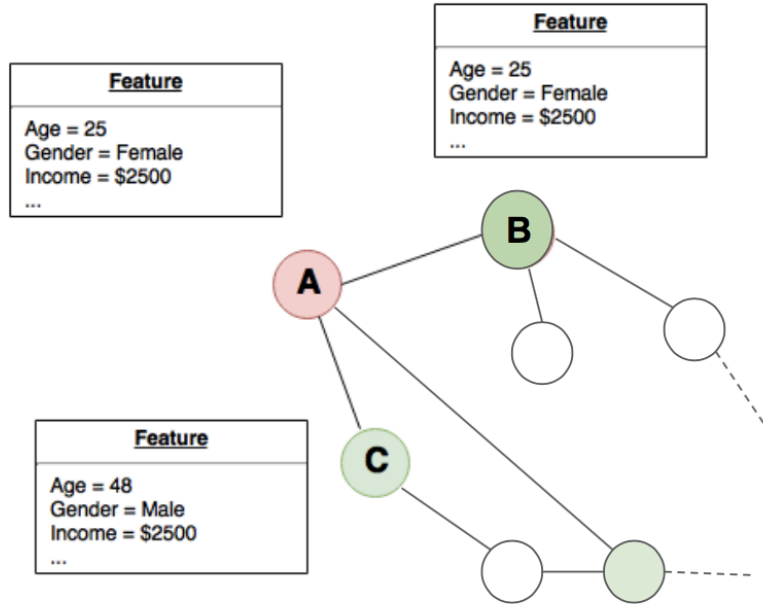 Feature
Age = 25
Gender = Female
Income = $2500
...
Feature
Age = 25
Gender = Female
Income = $2500
...
B
A
C
Feature
Age = 48
Gender = Male
Income = $2500
...